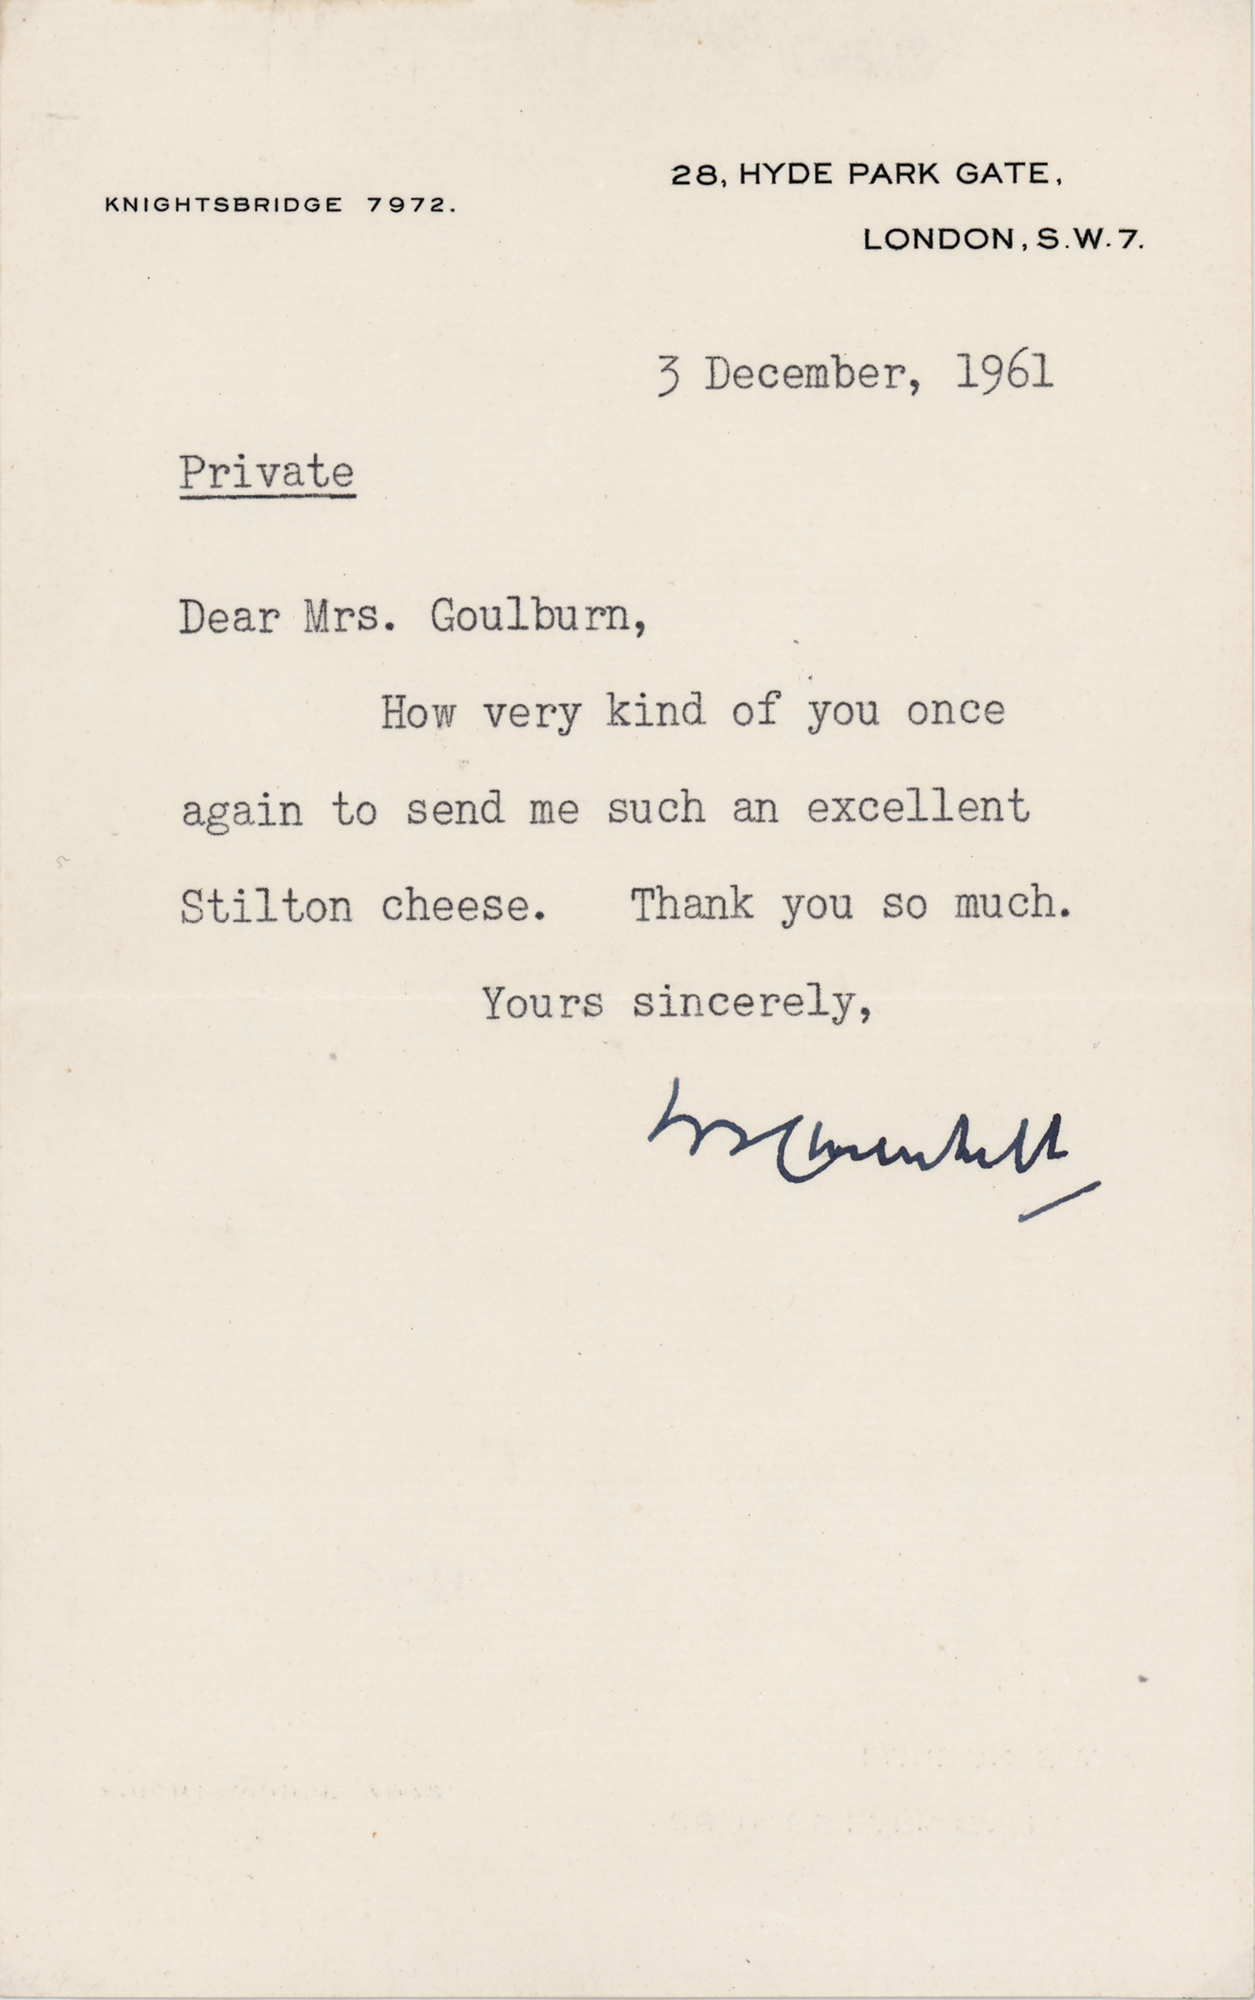 KNIGHTSBRIDGE 7972.
28, HYDE PARK GATE,
LONDON, S.W.7.
3 December, 1961
Private
Dear Mrs. Goulburn,
How very kind of you once
again to send me such an excellent
Stilton cheese. Thank you so much.
Yours sincerely,
W S Churchill